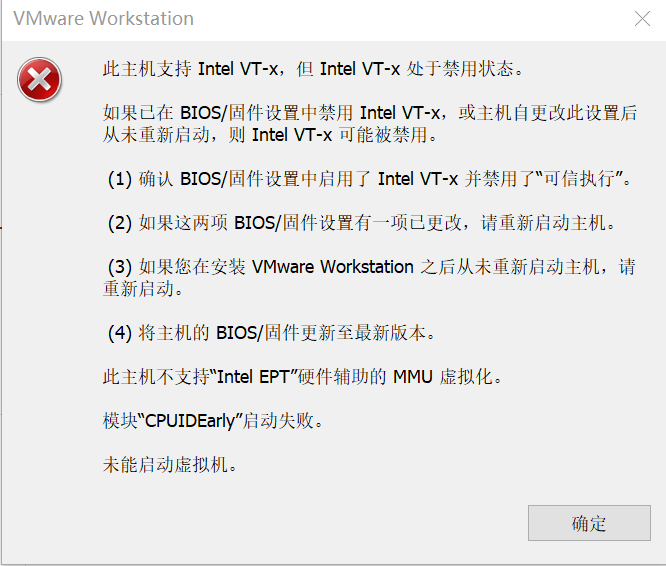 VMware Workstation
此主机支持 Intel VT-x，但 Intel VT-x 处于禁用状态。
如果已在 BIOS/固件设置中禁用 Intel VT-x，或主机自更改此设置后
从未重新启动，则 Intel VT-x 可能被禁用。
(1) 确认 BIOS/固件设置中启用了 Intel VT-x 并禁用了“可信执行”。
(2) 如果这两项 BIOS/固件设置有一项已更改，请重新启动主机。
(3) 如果您在安装 VMware Workstation 之后从未重新启动主机，请
重新启动。
(4) 将主机的 BIOS/固件更新至最新版本。
此主机不支持“Intel EPT”硬件辅助的 MMU 虚拟化。
模块“CPUIDEarly”启动失败。
未能启动虚拟机。
确定